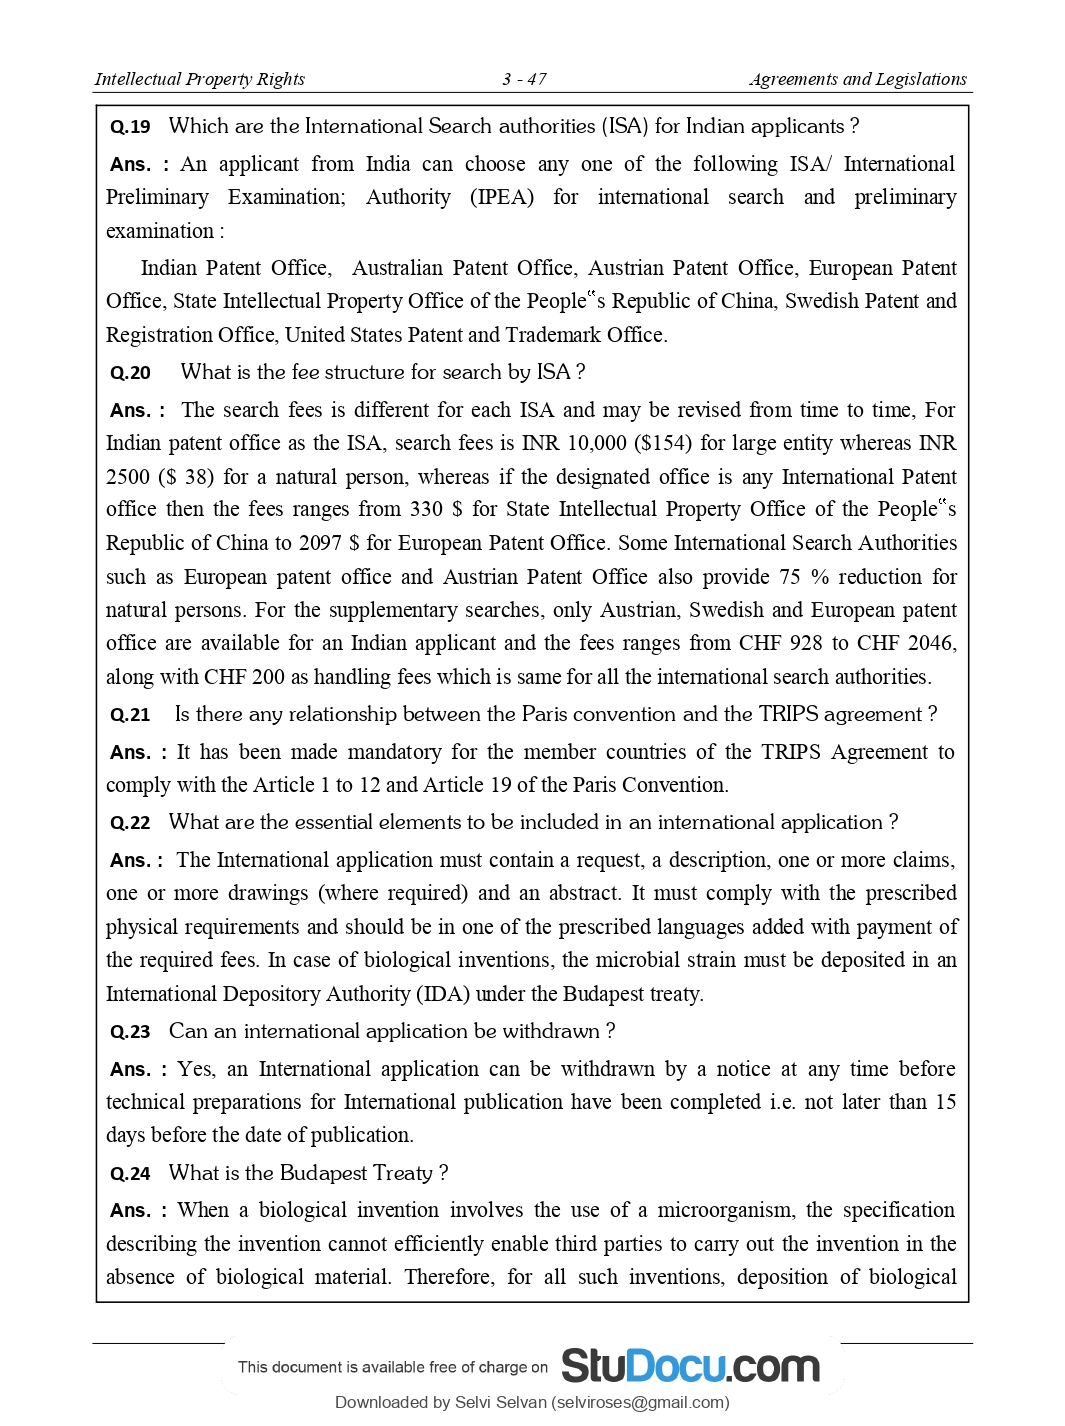 Intellectual Property Rights 3 - 47 Agreements and Legislations
Q.19 Which are the International Search authorities (ISA) for Indian applicants ?
Ans. : An applicant from India can choose any one of the following ISA/ International
Preliminary Examination; Authority (IPEA) for international search and preliminary
examination :
Indian Patent Office, Australian Patent Office, Austrian Patent Office, European Patent
Office, State Intellectual Property Office of the People‟s Republic of China, Swedish Patent and
Registration Office, United States Patent and Trademark Office.
Q.20 What is the fee structure for search by ISA ?
Ans. : The search fees is different for each ISA and may be revised from time to time, For
Indian patent office as the ISA, search fees is INR 10,000 ($154) for large entity whereas INR
2500 ($ 38) for a natural person, whereas if the designated office is any International Patent
office then the fees ranges from 330 $ for State Intellectual Property Office of the People‟s
Republic of China to 2097 $ for European Patent Office. Some International Search Authorities
such as European patent office and Austrian Patent Office also provide 75 % reduction for
natural persons. For the supplementary searches, only Austrian, Swedish and European patent
office are available for an Indian applicant and the fees ranges from CHF 928 to CHF 2046,
along with CHF 200 as handling fees which is same for all the international search authorities.
Q.21 Is there any relationship between the Paris convention and the TRIPS agreement ?
Ans. : It has been made mandatory for the member countries of the TRIPS Agreement to
comply with the Article 1 to 12 and Article 19 of the Paris Convention.
Q.22 What are the essential elements to be included in an international application ?
Ans. : The International application must contain a request, a description, one or more claims,
one or more drawings (where required) and an abstract. It must comply with the prescribed
physical requirements and should be in one of the prescribed languages added with payment of
the required fees. In case of biological inventions, the microbial strain must be deposited in an
International Depository Authority (IDA) under the Budapest treaty.
Q.23 Can an international application be withdrawn ?
Ans. : Yes, an International application can be withdrawn by a notice at any time before
technical preparations for International publication have been completed i.e. not later than 15
days before the date of publication.
Q.24 What is the Budapest Treaty ?
Ans. : When a biological invention involves the use of a microorganism, the specification
describing the invention cannot efficiently enable third parties to carry out the invention in the
absence of biological material. Therefore, for all such inventions, deposition of biological
This document is available free of charge on StuDocu.com
Downloaded by Selvi Selvan (selviroses@gmail.com)